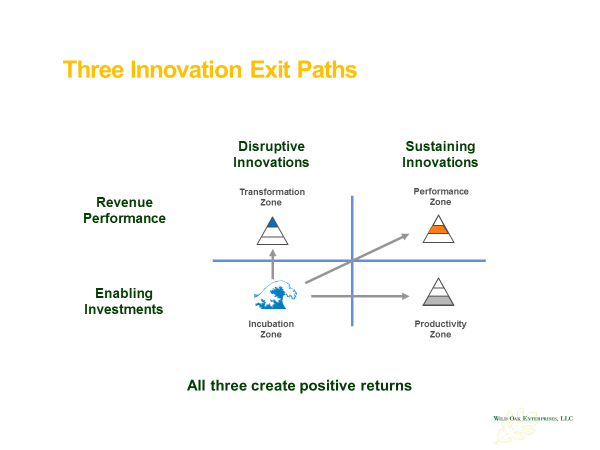 Three Innovation Exit Paths
Disruptive
Innovations
Sustaining
Innovations
Revenue
Performance
Transformation
Zone
Performance
Zone
Enabling
Investments
Incubation
Zone
Productivity
Zone
All three create positive returns
Wild Oak Enterprises, LLC